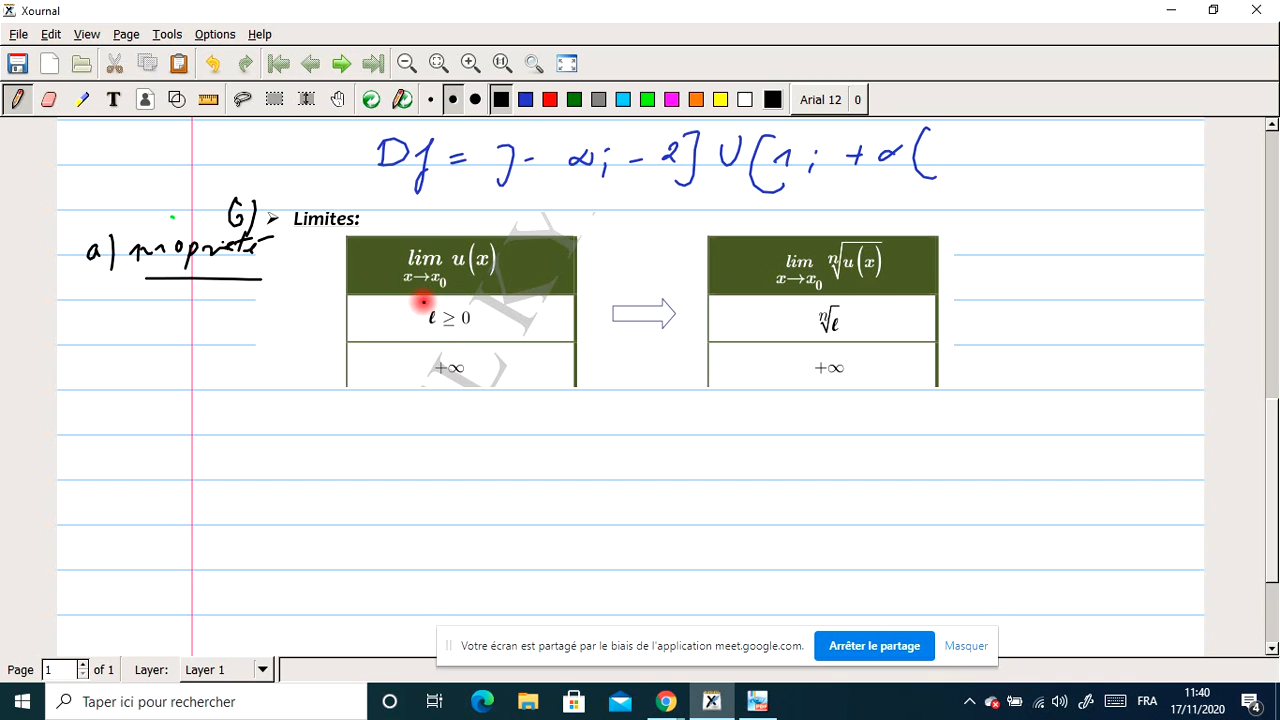 Xournal
File Edit View Page Tools Options Help
Arial 12 0
Df = ]- ∞; - 2] U [1; + ∞[
6) ➢ Limites:
a) propriété
lim u(x) x→x₀
lim ⁿ√u(x) x→x₀
ℓ ≥ 0
ⁿ√ℓ
+∞
+∞
Votre écran est partagé par le biais de l'application meet.google.com. Arrêter le partage Masquer
Page 1 of 1 Layer: Layer 1
Taper ici pour rechercher
FRA
11:40
17/11/2020
4